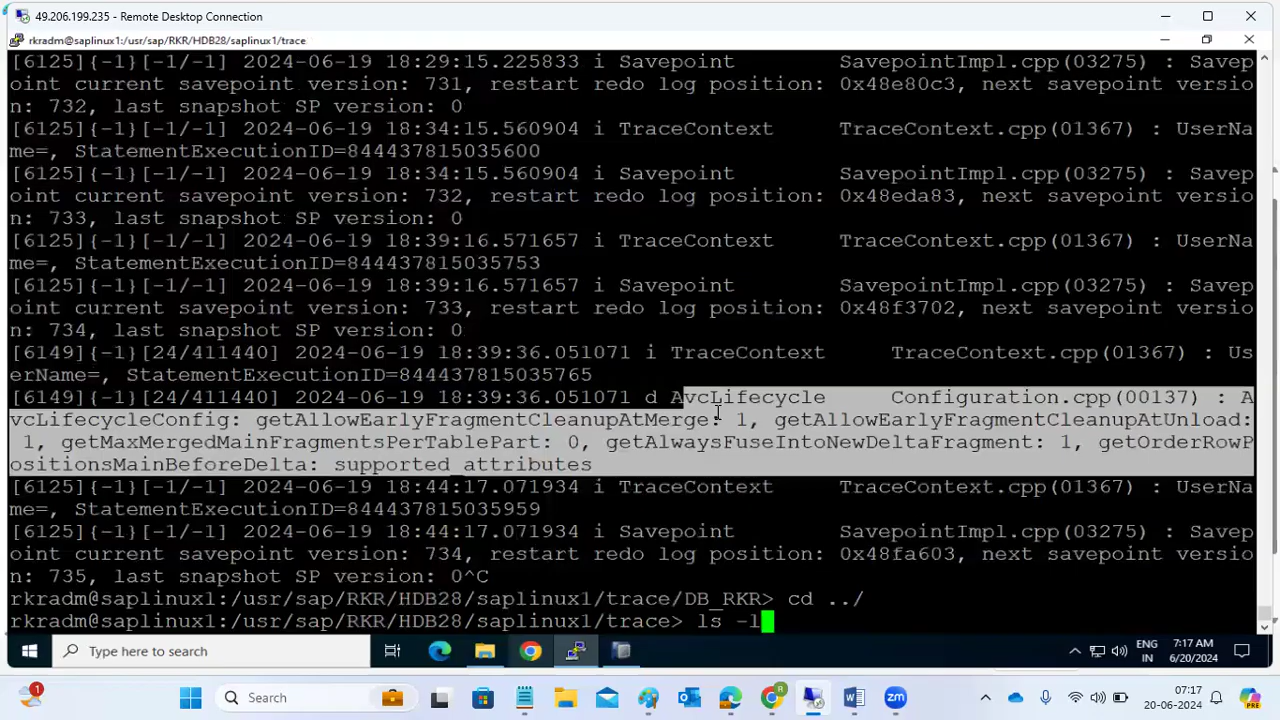 49.206.199.235 - Remote Desktop Connection
rkradm@saplinux1:/usr/sap/RKR/HDB28/saplinux1/trace
[6125]{-1}[-1/-1] 2024-06-19 18:29:15.225833 i Savepoint        SavepointImpl.cpp(03275) : Savep
oint current savepoint version: 731, restart redo log position: 0x48e80c3, next savepoint versio
n: 732, last snapshot SP version: 0
[6125]{-1}[-1/-1] 2024-06-19 18:34:15.560904 i TraceContext     TraceContext.cpp(01367) : UserNa
me=, StatementExecutionID=844437815035600
[6125]{-1}[-1/-1] 2024-06-19 18:34:15.560904 i Savepoint        SavepointImpl.cpp(03275) : Savep
oint current savepoint version: 732, restart redo log position: 0x48eda83, next savepoint versio
n: 733, last snapshot SP version: 0
[6125]{-1}[-1/-1] 2024-06-19 18:39:16.571657 i TraceContext     TraceContext.cpp(01367) : UserNa
me=, StatementExecutionID=844437815035753
[6125]{-1}[-1/-1] 2024-06-19 18:39:16.571657 i Savepoint        SavepointImpl.cpp(03275) : Savep
oint current savepoint version: 733, restart redo log position: 0x48f3702, next savepoint versio
n: 734, last snapshot SP version: 0
[6149]{-1}[24/411440] 2024-06-19 18:39:36.051071 i TraceContext     TraceContext.cpp(01367) : Us
erName=, StatementExecutionID=844437815035765
[6149]{-1}[24/411440] 2024-06-19 18:39:36.051071 d AvcLifecycle     Configuration.cpp(00137) : A
vcLifecycleConfig: getAllowEarlyFragmentCleanupAtMerge: 1, getAllowEarlyFragmentCleanupAtUnload:
1, getMaxMergedMainFragmentsPerTablePart: 0, getAlwaysFuseIntoNewDeltaFragment: 1, getOrderRowP
ositionsMainBeforeDelta: supported_attributes
[6125]{-1}[-1/-1] 2024-06-19 18:44:17.071934 i TraceContext     TraceContext.cpp(01367) : UserNa
me=, StatementExecutionID=844437815035959
[6125]{-1}[-1/-1] 2024-06-19 18:44:17.071934 i Savepoint        SavepointImpl.cpp(03275) : Savep
oint current savepoint version: 734, restart redo log position: 0x48fa603, next savepoint versio
n: 735, last snapshot SP version: 0^C
rkradm@saplinux1:/usr/sap/RKR/HDB28/saplinux1/trace/DB_RKR> cd ../
rkradm@saplinux1:/usr/sap/RKR/HDB28/saplinux1/trace> ls -l
Type here to search
ENG
IN
7:17 AM
6/20/2024
1
Search
zm
07:17
20-06-2024
PRE